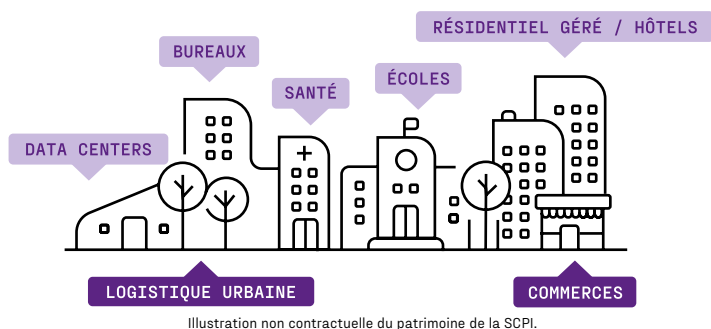 RÉSIDENTIEL GÉRÉ / HÔTELS
BUREAUX
ÉCOLES
SANTÉ
DATA CENTERS
LOGISTIQUE URBAINE
COMMERCES
Illustration non contractuelle du patrimoine de la SCPI.